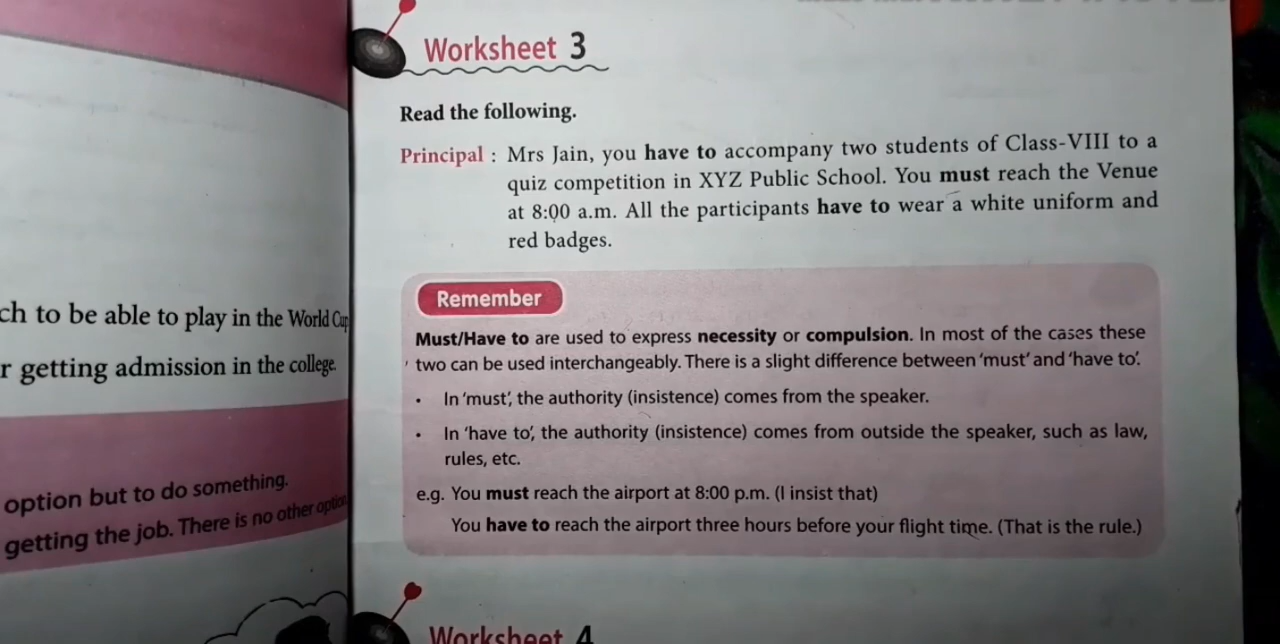 ch to be able to play in the World Cup
r getting admission in the college.
option but to do something.
getting the job. There is no other option
Worksheet 3
Read the following.
Principal : Mrs Jain, you have to accompany two students of Class-VIII to a
quiz competition in XYZ Public School. You must reach the Venue
at 8:00 a.m. All the participants have to wear a white uniform and
red badges.
Remember
Must/Have to are used to express necessity or compulsion. In most of the cases these
two can be used interchangeably. There is a slight difference between 'must' and 'have to'.
• In 'must', the authority (insistence) comes from the speaker.
• In 'have to', the authority (insistence) comes from outside the speaker, such as law,
rules, etc.
e.g. You must reach the airport at 8:00 p.m. (I insist that)
You have to reach the airport three hours before your flight time. (That is the rule.)
Worksheet 4